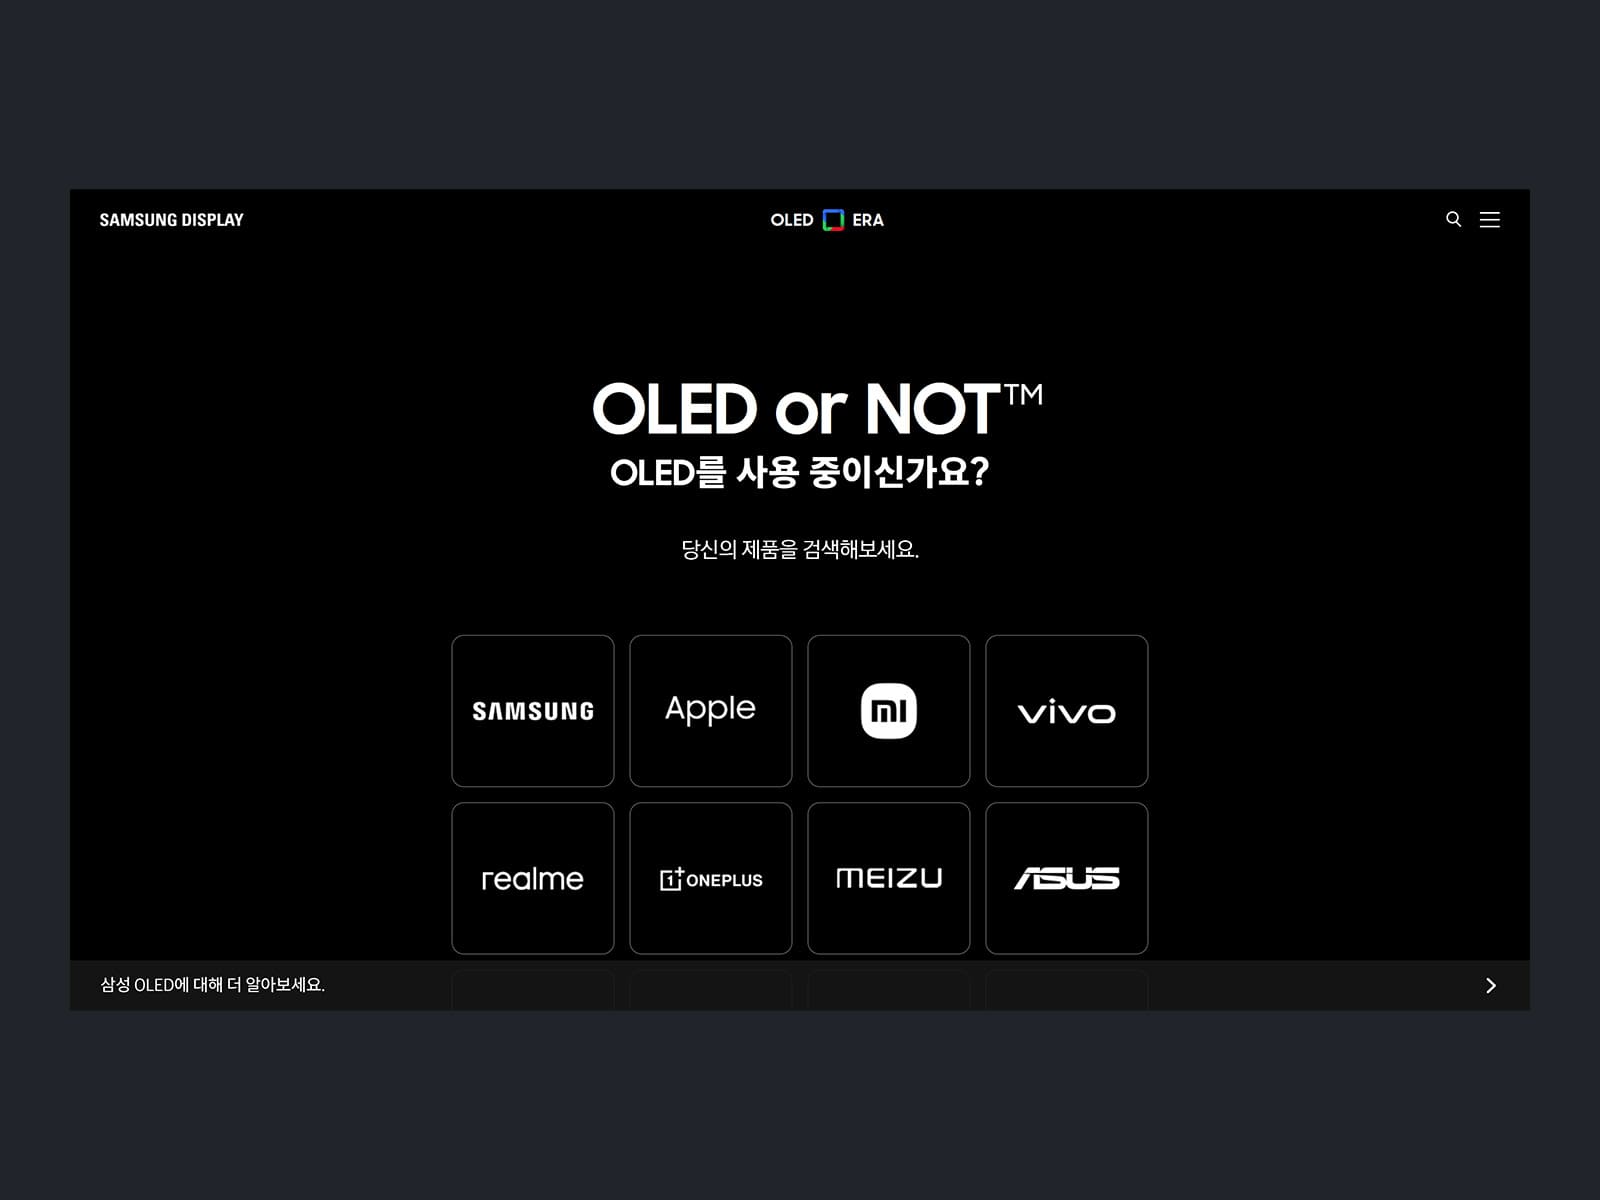 SAMSUNG DISPLAY
OLED ERA
OLED or NOT™
OLED를 사용 중이신가요?
당신의 제품을 검색해보세요.
SAMSUNG
Apple
mi
vivo
realme
1+ ONEPLUS
MEIZU
ASUS
삼성 OLED에 대해 더 알아보세요.